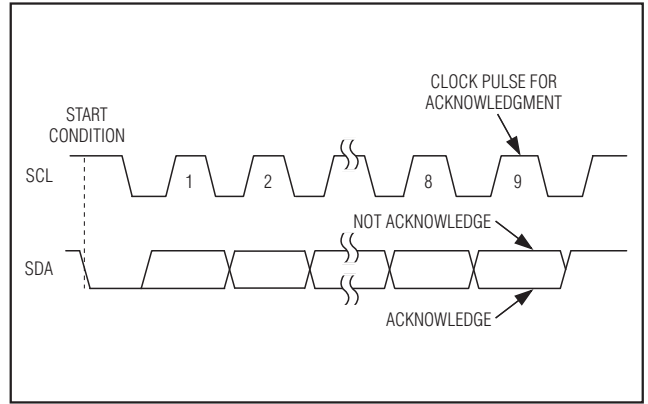 CLOCK PULSE FOR
ACKNOWLEDGMENT
START
CONDITION
SCL
1
2
8
9
NOT ACKNOWLEDGE
SDA
ACKNOWLEDGE